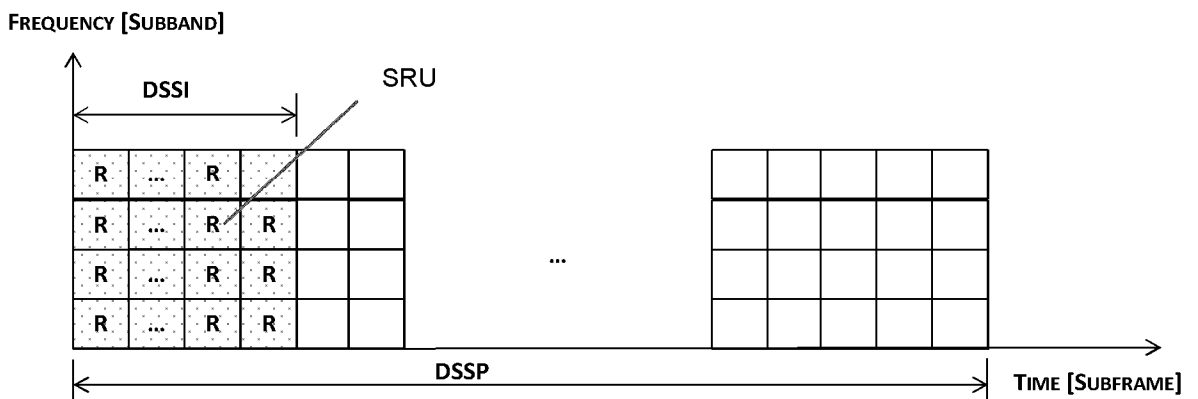 FREQUENCY [SUBBAND]
SRU
DSSI
R ... R
R ... R R
...
R ... R R
R ... R R
DSSP
TIME [SUBFRAME]